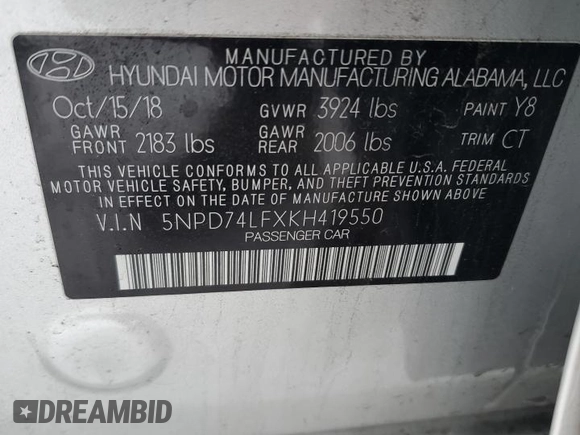 MANUFACTURED BY
HYUNDAI MOTOR MANUFACTURING ALABAMA, LLC
Oct/15/18 GVWR 3924 lbs PAINT Y8
GAWR FRONT 2183 lbs GAWR REAR 2006 lbs TRIM CT
THIS VEHICLE CONFORMS TO ALL APPLICABLE U.S.A. FEDERAL
MOTOR VEHICLE SAFETY, BUMPER, AND THEFT PREVENTION STANDARDS
IN EFFECT ON THE DATE OF MANUFACTURE SHOWN ABOVE
V.I.N 5NPD74LFXKH419550
PASSENGER CAR
DREAMBID